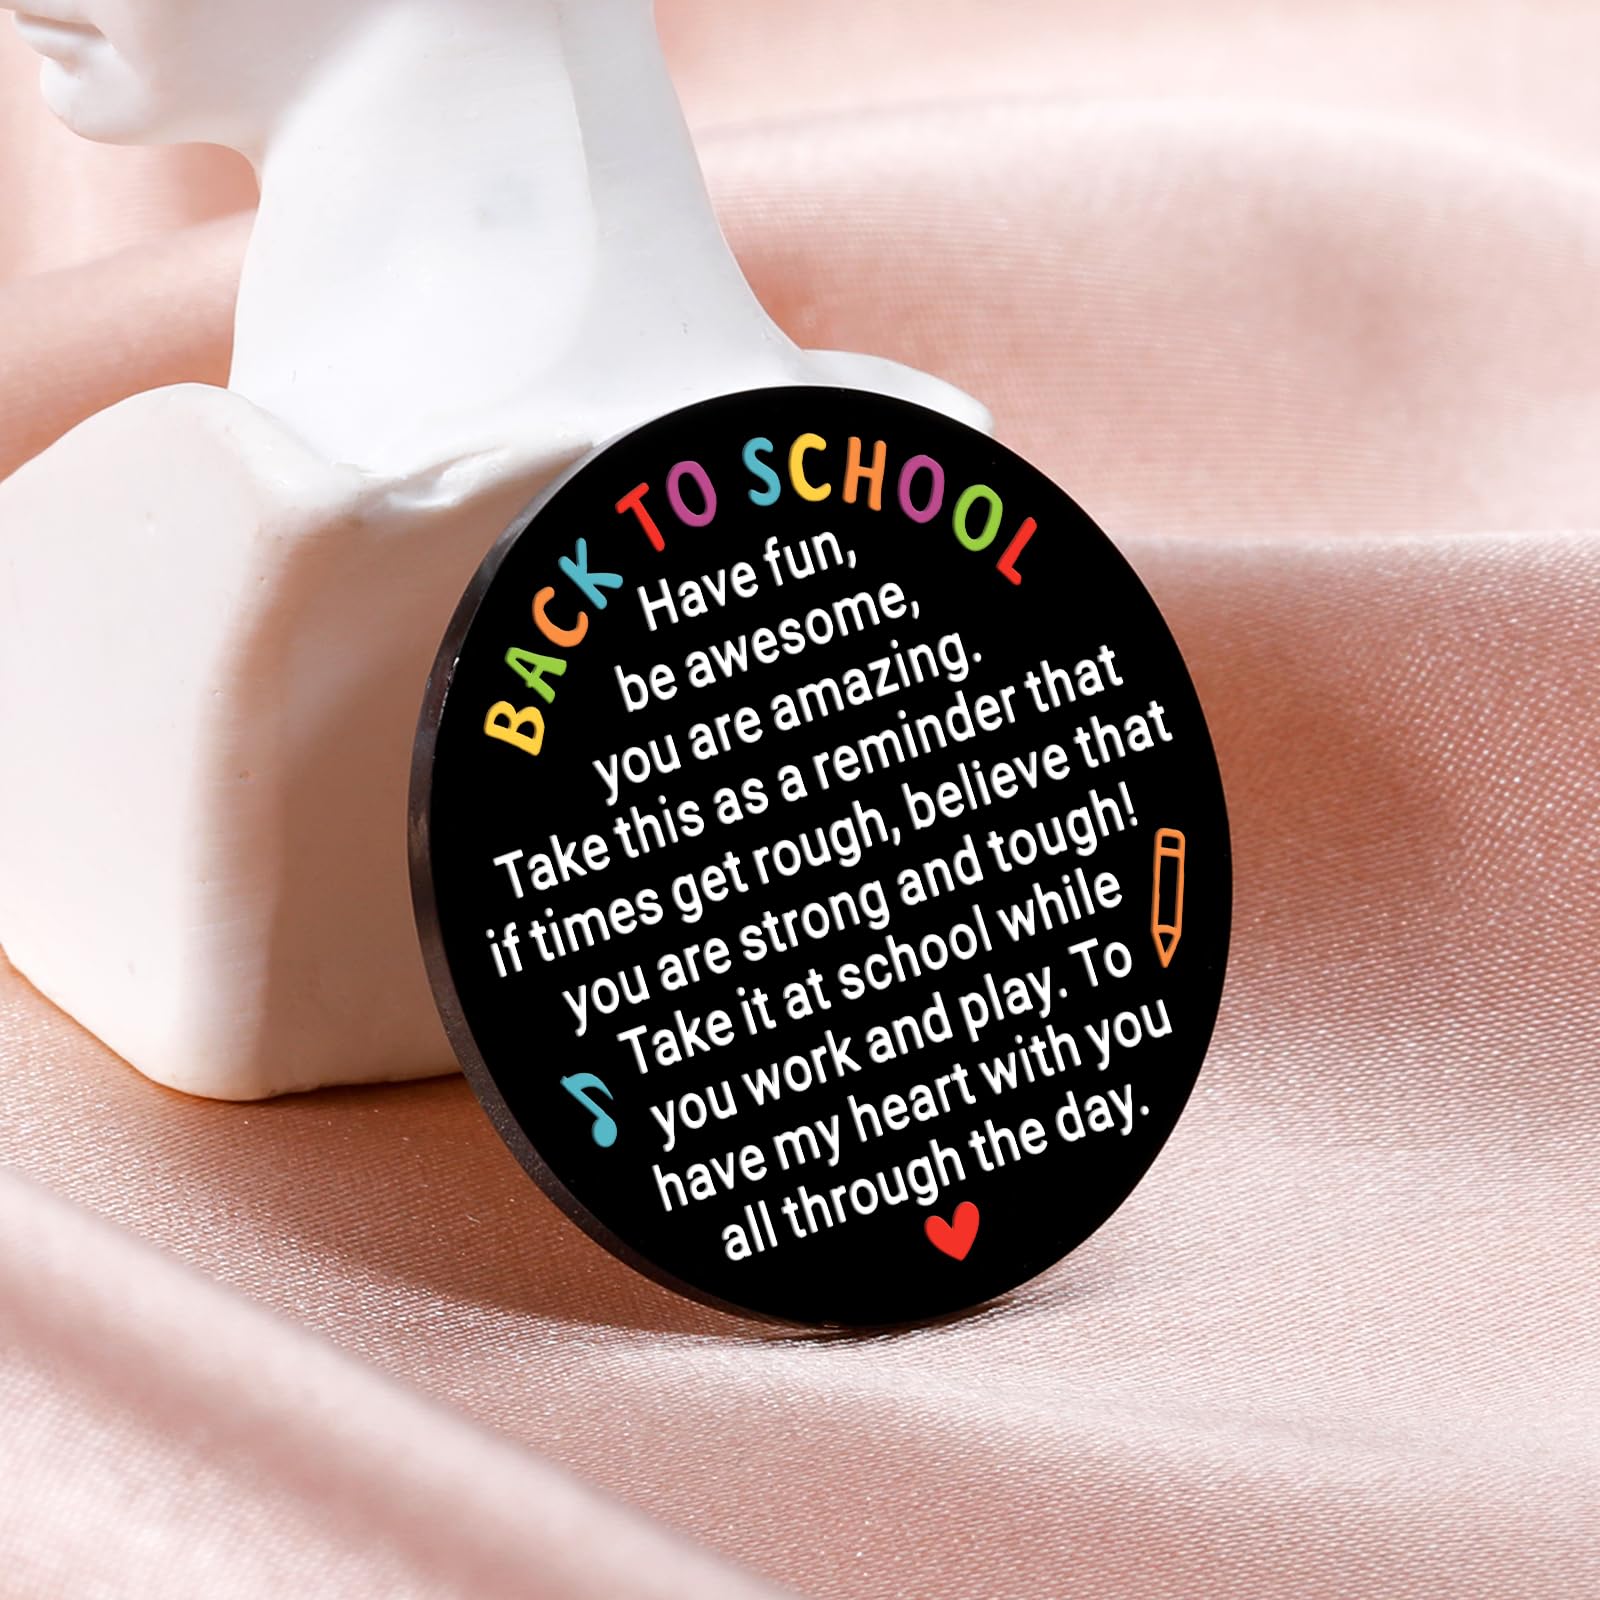 BACK TO SCHOOL
Have fun,
be awesome,
you are amazing.
Take this as a reminder that
if times get rough, believe that
you are strong and tough!
Take it at school while
you work and play. To
have my heart with you
all through the day.